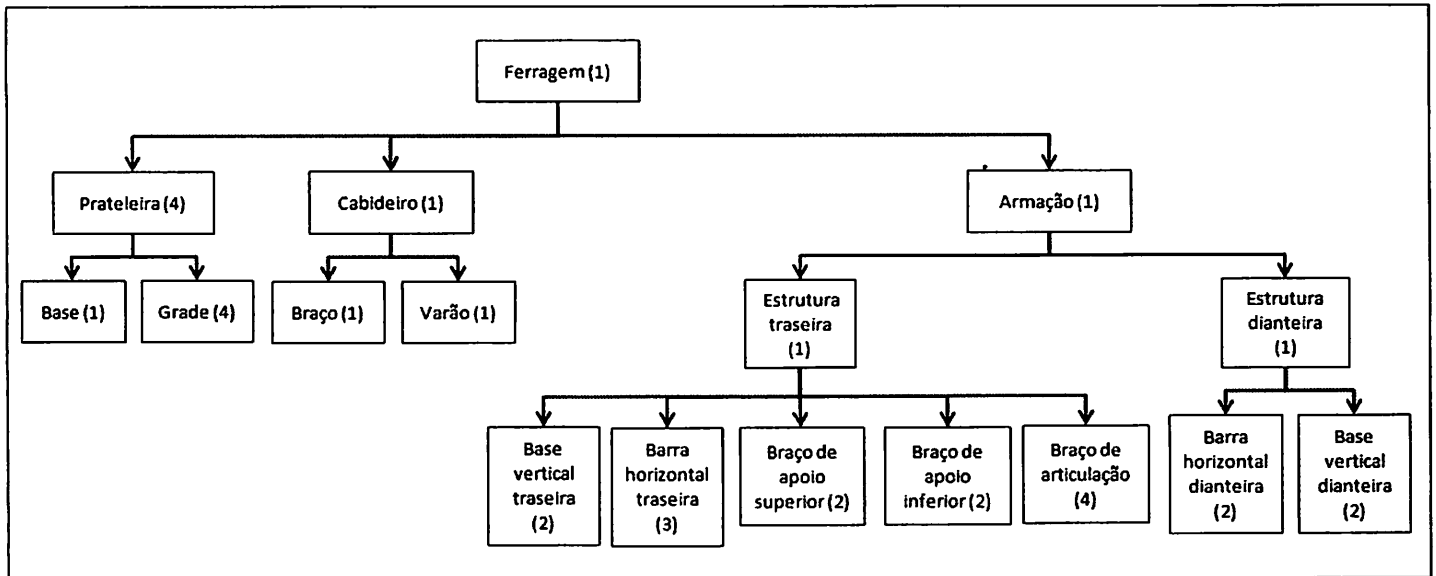 Ferragem (1)
Prateleira (4)
Cabideiro (1)
Armação (1)
Base (1)
Grade (4)
Braço (1)
Varão (1)
Estrutura
traseira
(1)
Estrutura
dianteira
(1)
Base
vertical
traseira
(2)
Barra
horizontal
traseira
(3)
Braço de
apoio
superior (2)
Braço de
apoio
inferior (2)
Braço de
articulação
(4)
Barra
horizontal
dianteira
(2)
Base
vertical
dianteira
(2)